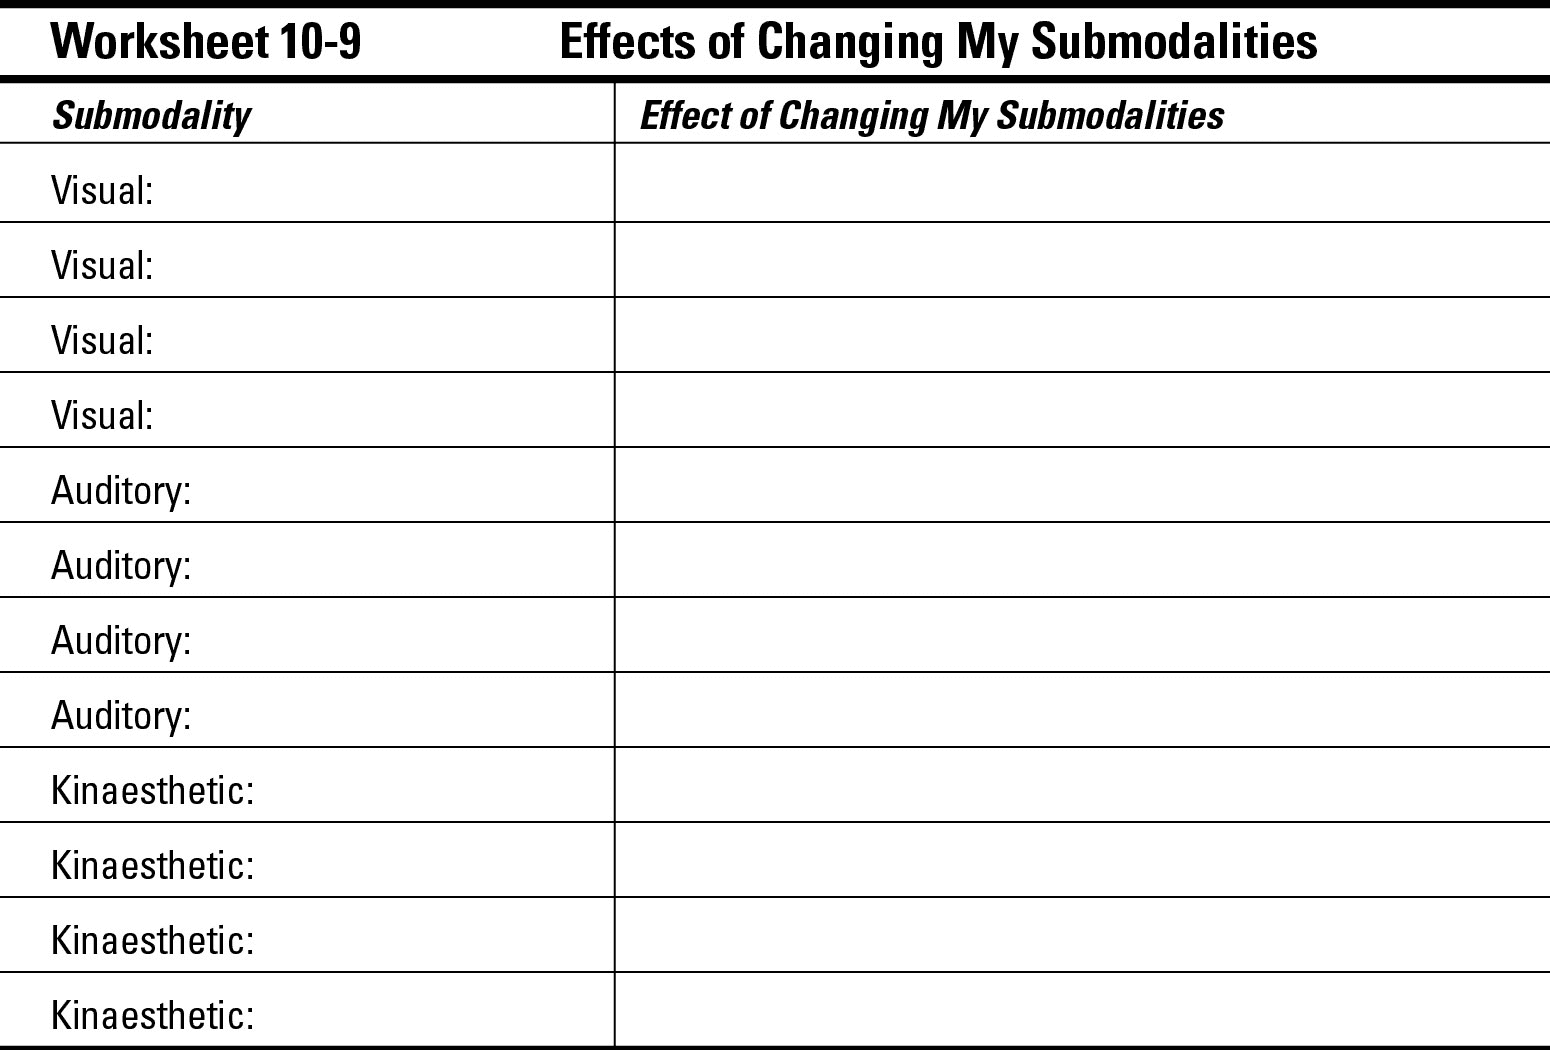 Worksheet 10-9 Effects of Changing My Submodalities
Submodality Effect of Changing My Submodalities
Visual:
Visual:
Visual:
Visual:
Auditory:
Auditory:
Auditory:
Auditory:
Kinaesthetic:
Kinaesthetic:
Kinaesthetic:
Kinaesthetic: